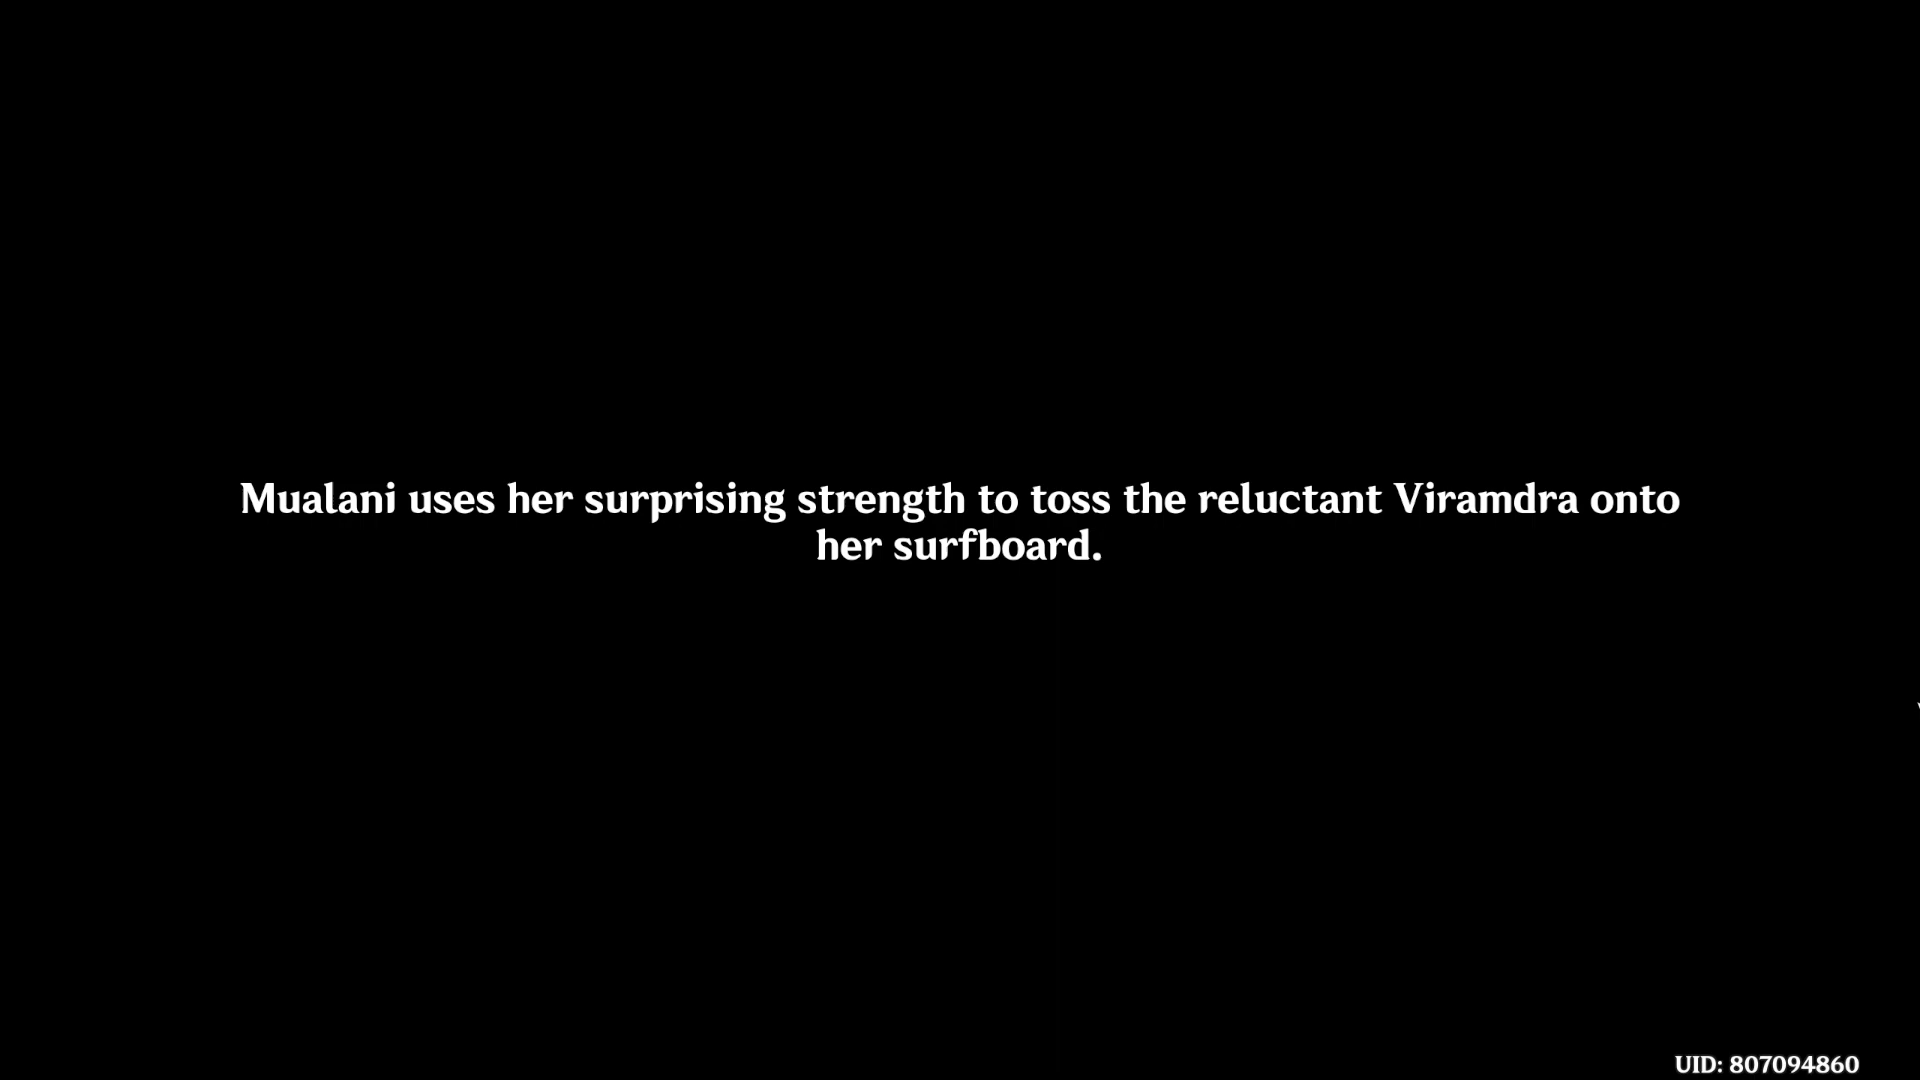 Mualani uses her surprising strength to toss the reluctant Viramdra onto
her surfboard.
UID: 807094860